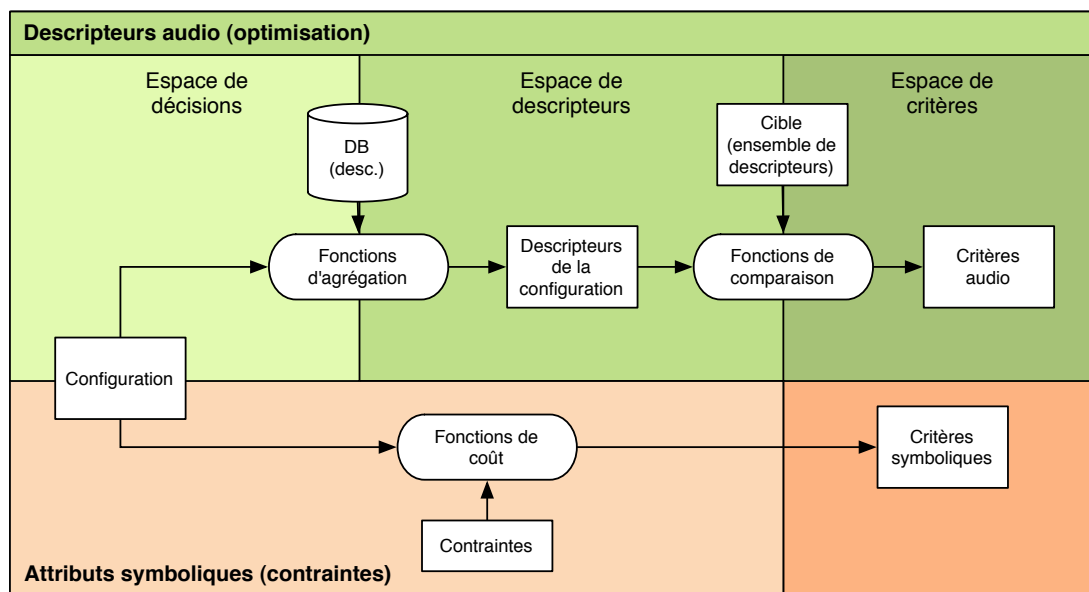 Descripteurs audio (optimisation)
Espace de
décisions
Espace de
descripteurs
Espace de
critères
DB
(desc.)
Cible
(ensemble de
descripteurs)
Fonctions
d'agrégation
Descripteurs
de la
configuration
Fonctions de
comparaison
Critères
audio
Configuration
Fonctions de
coût
Critères
symboliques
Contraintes
Attributs symboliques (contraintes)